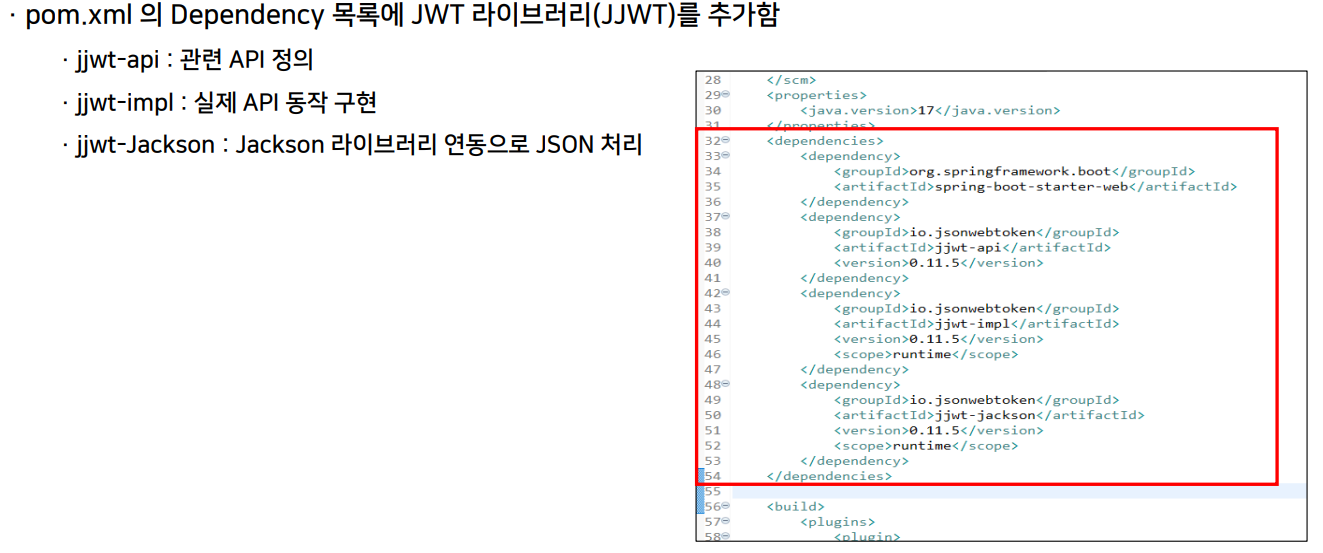 · pom.xml 의 Dependency 목록에 JWT 라이브러리(JJWT)를 추가함
· jjwt-api : 관련 API 정의
· jjwt-impl : 실제 API 동작 구현
· jjwt-Jackson : Jackson 라이브러리 연동으로 JSON 처리
28 </scm>
29 <properties>
30 <java.version>17</java.version>
31 </properties>
32 <dependencies>
33 <dependency>
34 <groupId>org.springframework.boot</groupId>
35 <artifactId>spring-boot-starter-web</artifactId>
36 </dependency>
37 <dependency>
38 <groupId>io.jsonwebtoken</groupId>
39 <artifactId>jjwt-api</artifactId>
40 <version>0.11.5</version>
41 </dependency>
42 <dependency>
43 <groupId>io.jsonwebtoken</groupId>
44 <artifactId>jjwt-impl</artifactId>
45 <version>0.11.5</version>
46 <scope>runtime</scope>
47 </dependency>
48 <dependency>
49 <groupId>io.jsonwebtoken</groupId>
50 <artifactId>jjwt-jackson</artifactId>
51 <version>0.11.5</version>
52 <scope>runtime</scope>
53 </dependency>
54 </dependencies>
55
56 <build>
57 <plugins>
58 <plugin>